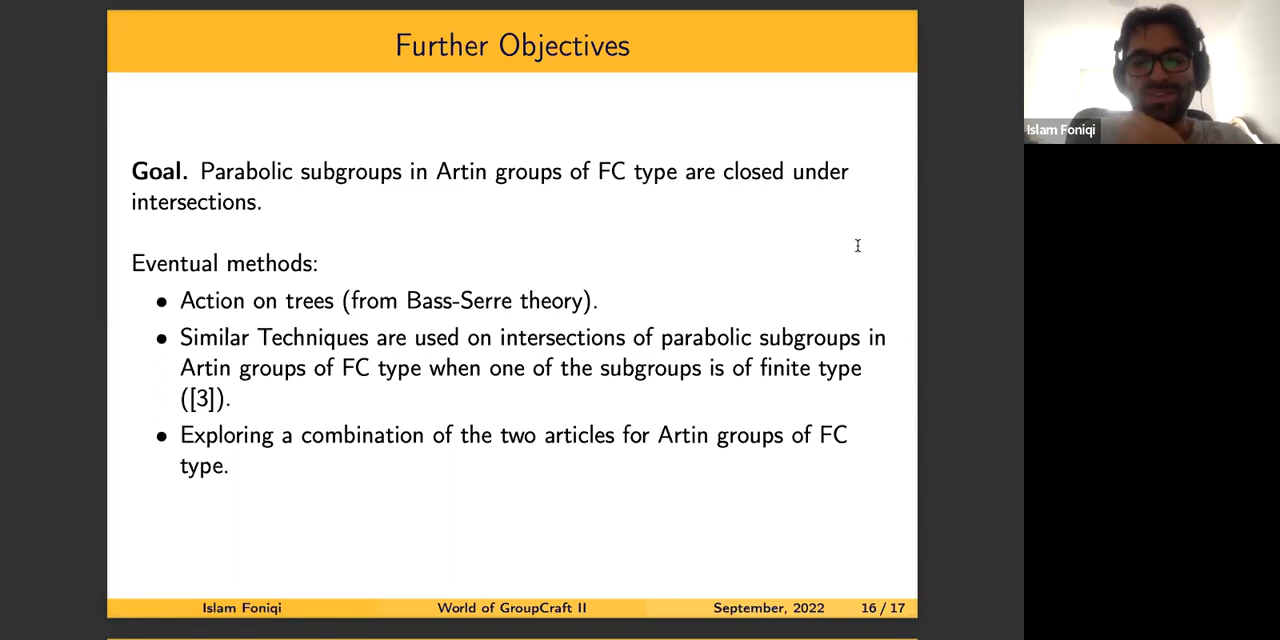 Further Objectives
Islam Foniqi
Goal. Parabolic subgroups in Artin groups of FC type are closed under
intersections.
Eventual methods:
• Action on trees (from Bass-Serre theory).
• Similar Techniques are used on intersections of parabolic subgroups in
Artin groups of FC type when one of the subgroups is of finite type
([3]).
• Exploring a combination of the two articles for Artin groups of FC
type.
Islam Foniqi World of GroupCraft II September, 2022 16 / 17